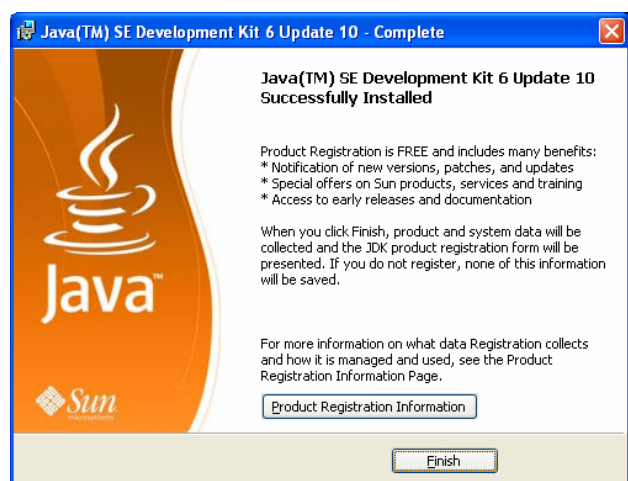 Java(TM) SE Development Kit 6 Update 10 - Complete
Java(TM) SE Development Kit 6 Update 10
Successfully Installed
Product Registration is FREE and includes many benefits:
* Notification of new versions, patches, and updates
* Special offers on Sun products, services and training
* Access to early releases and documentation
When you click Finish, product and system data will be
collected and the JDK product registration form will be
presented. If you do not register, none of this information
will be saved.
Java™
For more information on what data Registration collects
and how it is managed and used, see the Product
Registration Information Page.
Sun
microsystems
Product Registration Information
Finish